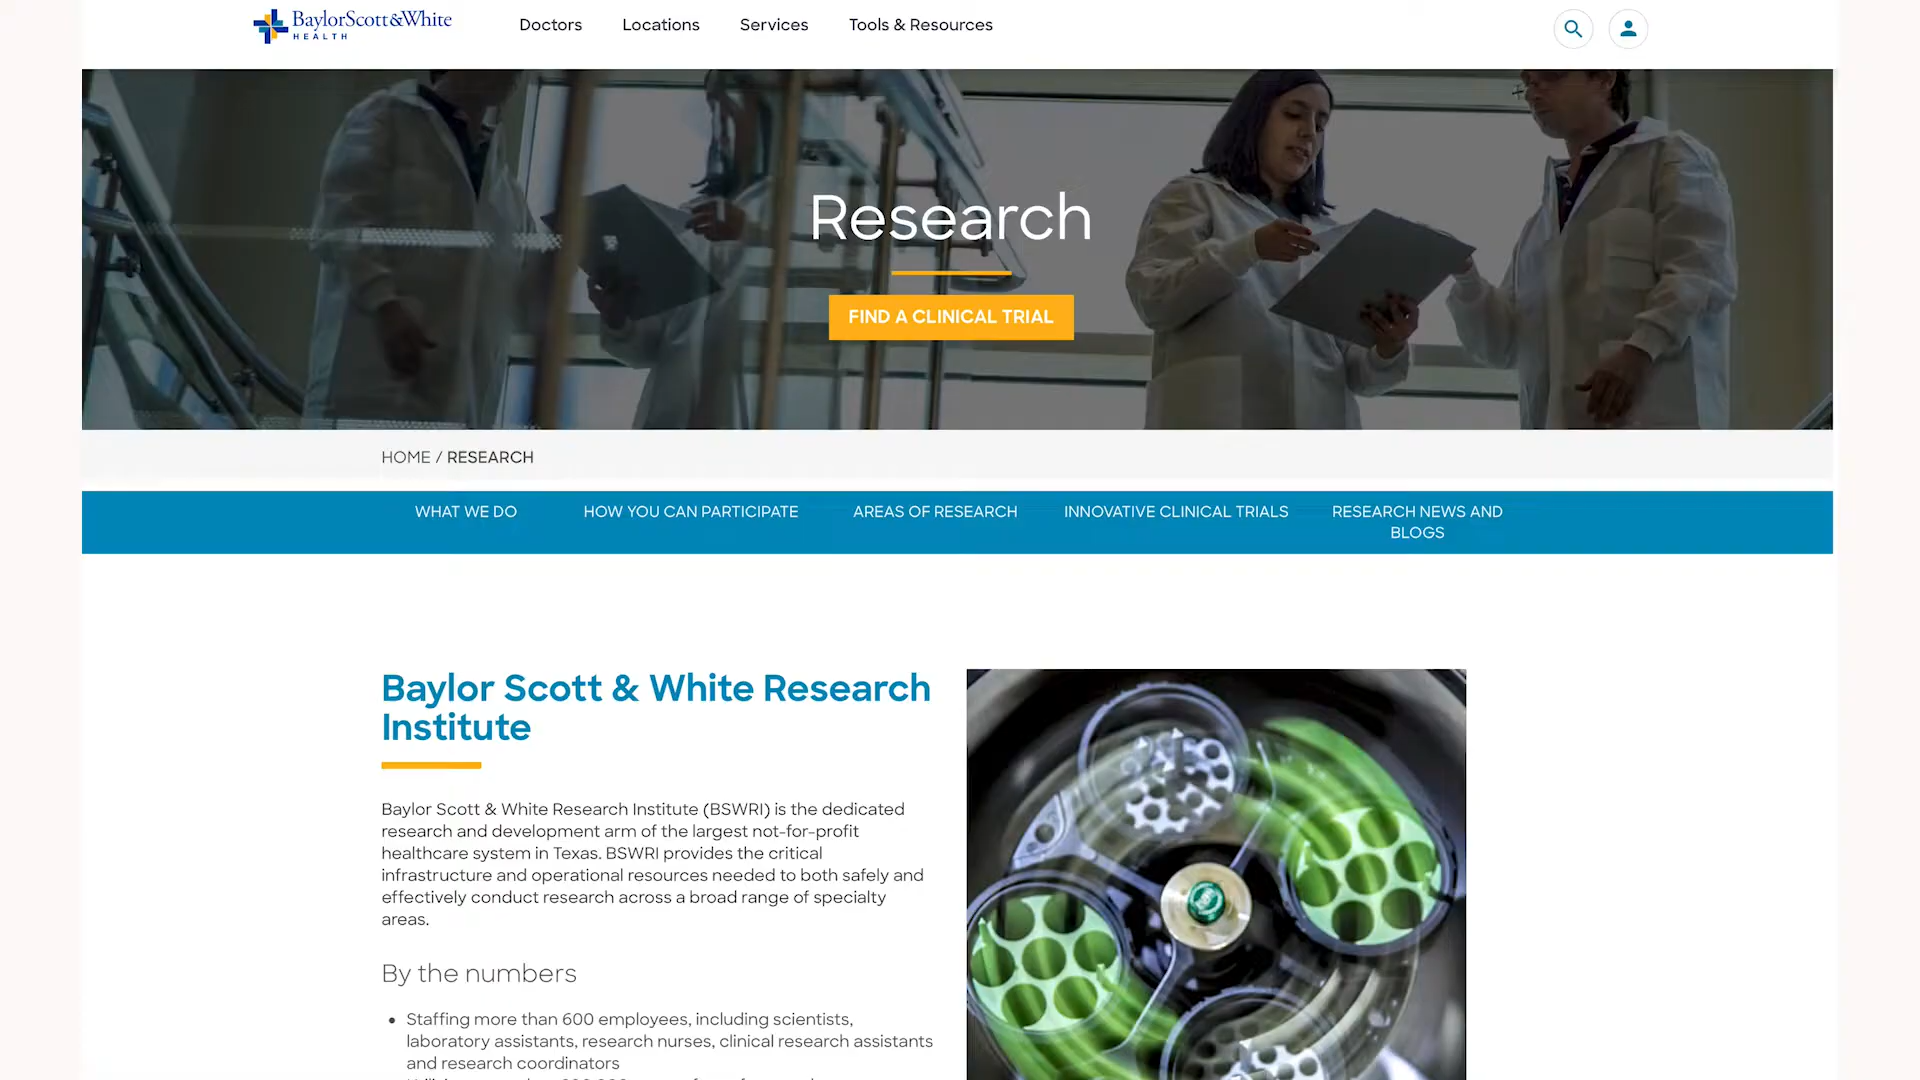 BaylorScott&White
HEALTH
Doctors
Locations
Services
Tools & Resources
Research
FIND A CLINICAL TRIAL
HOME / RESEARCH
WHAT WE DO
HOW YOU CAN PARTICIPATE
AREAS OF RESEARCH
INNOVATIVE CLINICAL TRIALS
RESEARCH NEWS AND
BLOGS
Baylor Scott & White Research
Institute
Baylor Scott & White Research Institute (BSWRI) is the dedicated
research and development arm of the largest not-for-profit
healthcare system in Texas. BSWRI provides the critical
infrastructure and operational resources needed to both safely and
effectively conduct research across a broad range of specialty
areas.
By the numbers
• Staffing more than 600 employees, including scientists,
laboratory assistants, research nurses, clinical research assistants
and research coordinators